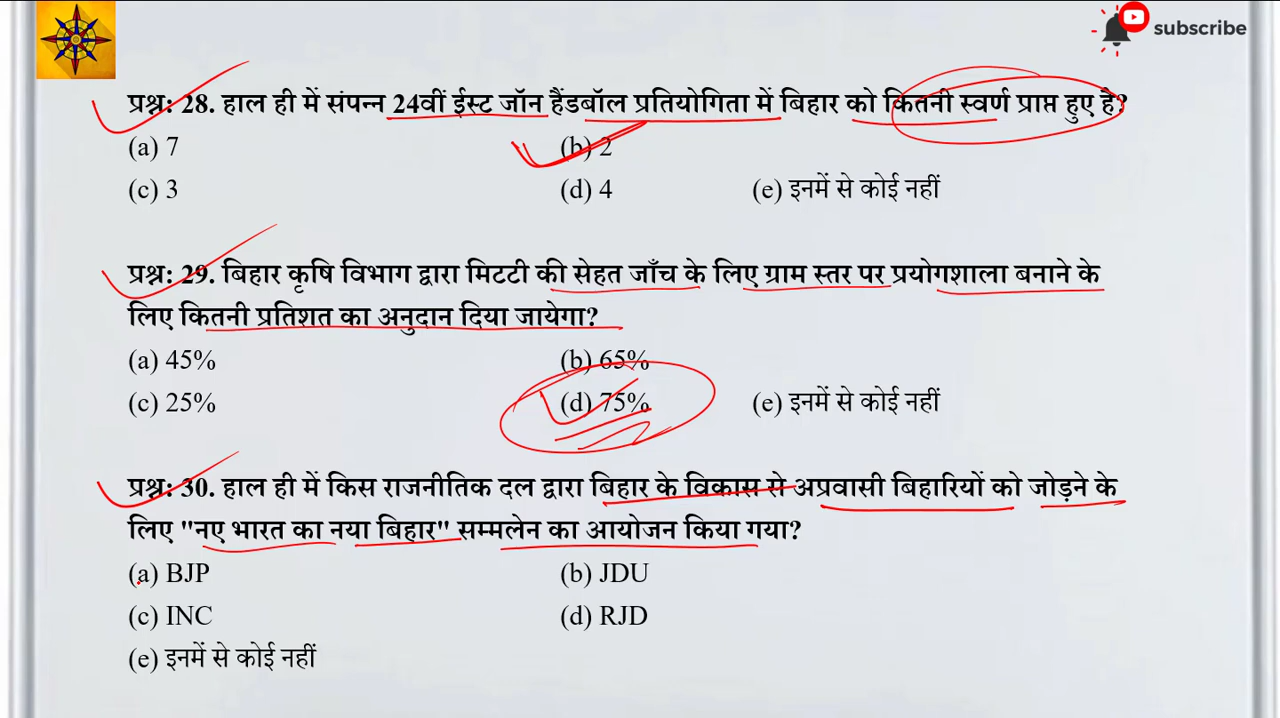 subscribe
प्रश्न: 28. हाल ही में संपन्न 24वीं ईस्ट जॉन हैंडबॉल प्रतियोगिता में बिहार को कितनी स्वर्ण प्राप्त हुए है?
(a) 7 (b) 2
(c) 3 (d) 4 (e) इनमें से कोई नहीं
प्रश्न: 29. बिहार कृषि विभाग द्वारा मिटटी की सेहत जाँच के लिए ग्राम स्तर पर प्रयोगशाला बनाने के
लिए कितनी प्रतिशत का अनुदान दिया जायेगा?
(a) 45% (b) 65%
(c) 25% (d) 75% (e) इनमें से कोई नहीं
प्रश्न: 30. हाल ही में किस राजनीतिक दल द्वारा बिहार के विकास से अप्रवासी बिहारियों को जोड़ने के
लिए "नए भारत का नया बिहार" सम्मलेन का आयोजन किया गया?
(a) BJP (b) JDU
(c) INC (d) RJD
(e) इनमें से कोई नहीं